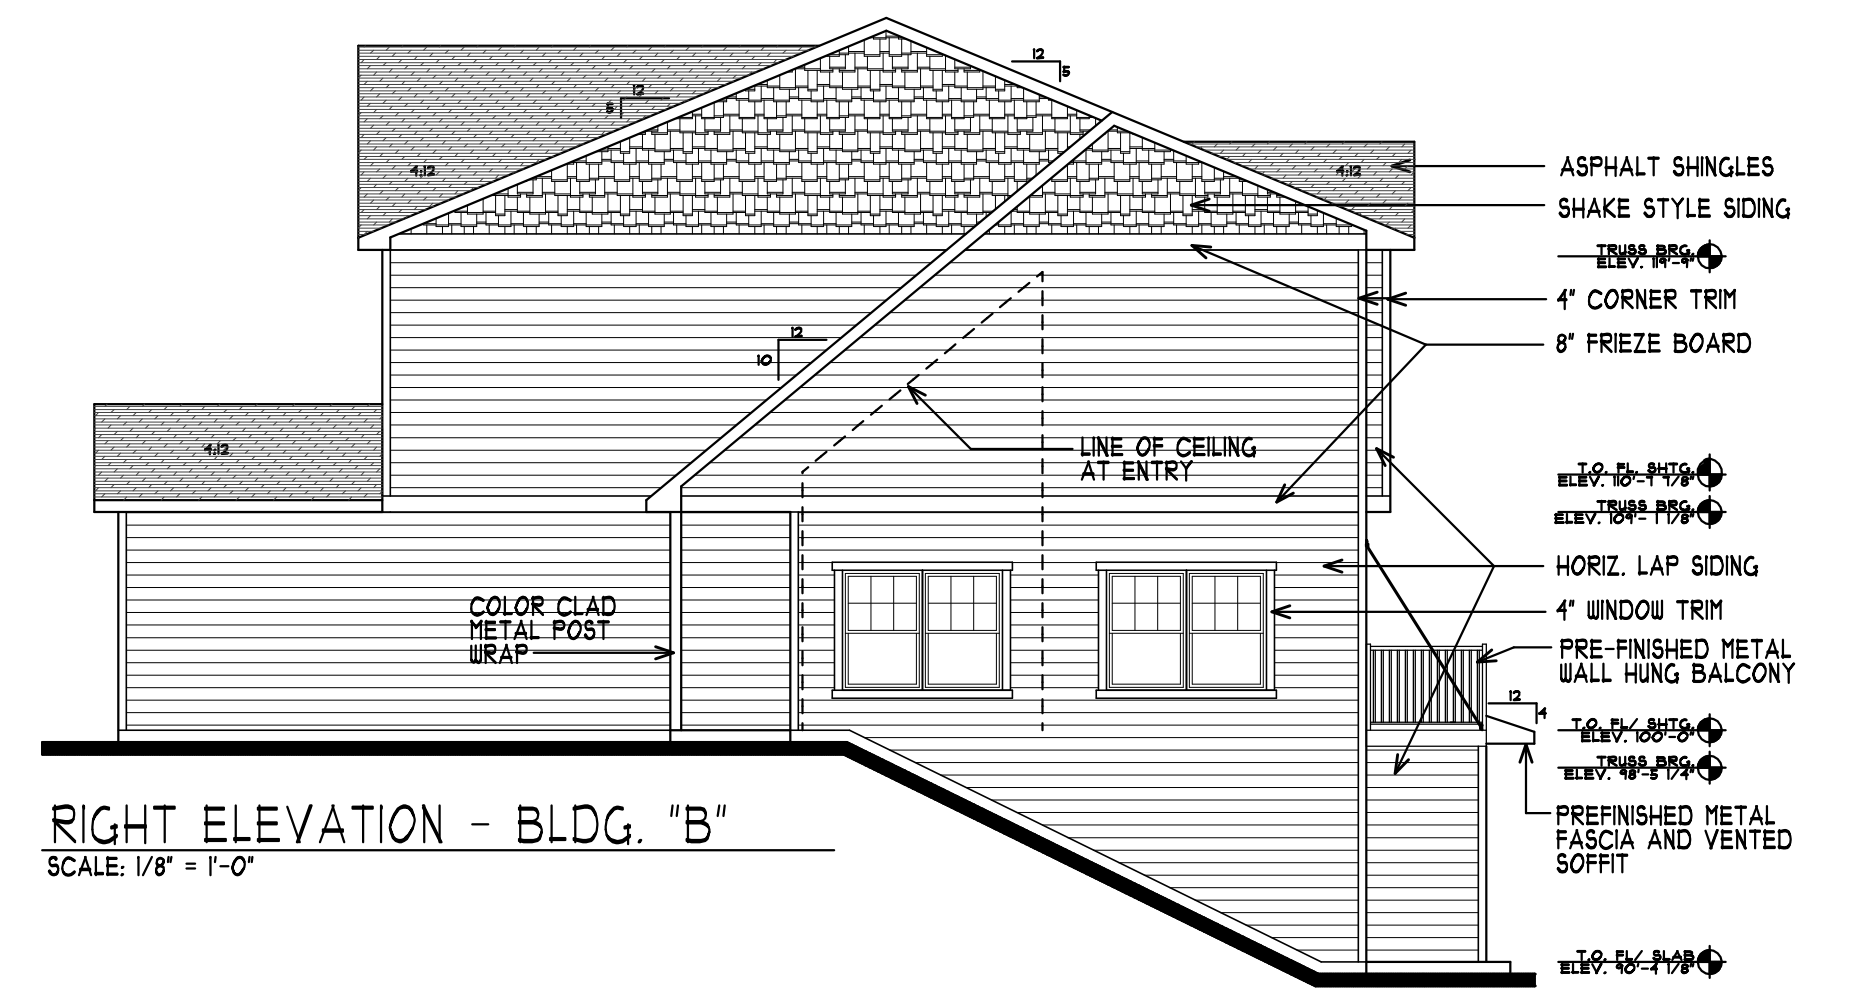 12
5
12
5
4:12
4:12
ASPHALT SHINGLES
SHAKE STYLE SIDING
TRUSS BRG.
ELEV. 119'-9"
4" CORNER TRIM
8" FRIEZE BOARD
12
10
LINE OF CEILING
AT ENTRY
4:12
T.O. FL. SHTG.
ELEV. 110'-7 7/8"
TRUSS BRG.
ELEV. 109'-1 1/8"
HORIZ. LAP SIDING
4" WINDOW TRIM
COLOR CLAD
METAL POST
WRAP
PRE-FINISHED METAL
WALL HUNG BALCONY
12
4
T.O. FL/ SHTG.
ELEV. 100'-0"
TRUSS BRG.
ELEV. 98'-5 1/4"
PREFINISHED METAL
FASCIA AND VENTED
SOFFIT
RIGHT ELEVATION - BLDG. "B"
SCALE: 1/8" = 1'-0"
T.O. FL/ SLAB
ELEV. 90'-4 1/8"